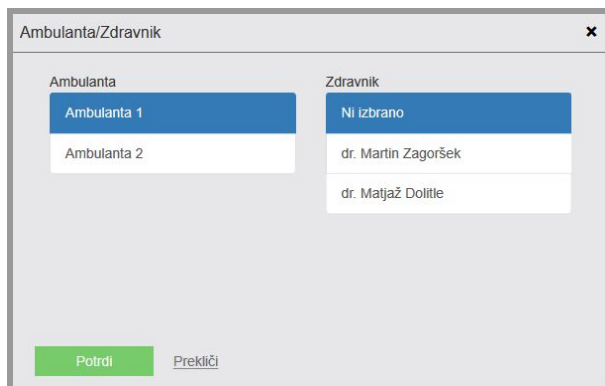 Ambulanta/Zdravnik
Ambulanta
Ambulanta 1
Ambulanta 2
Zdravnik
Ni izbrano
dr. Martin Zagoršek
dr. Matjaž Dolitle
Potrdi
Prekliči